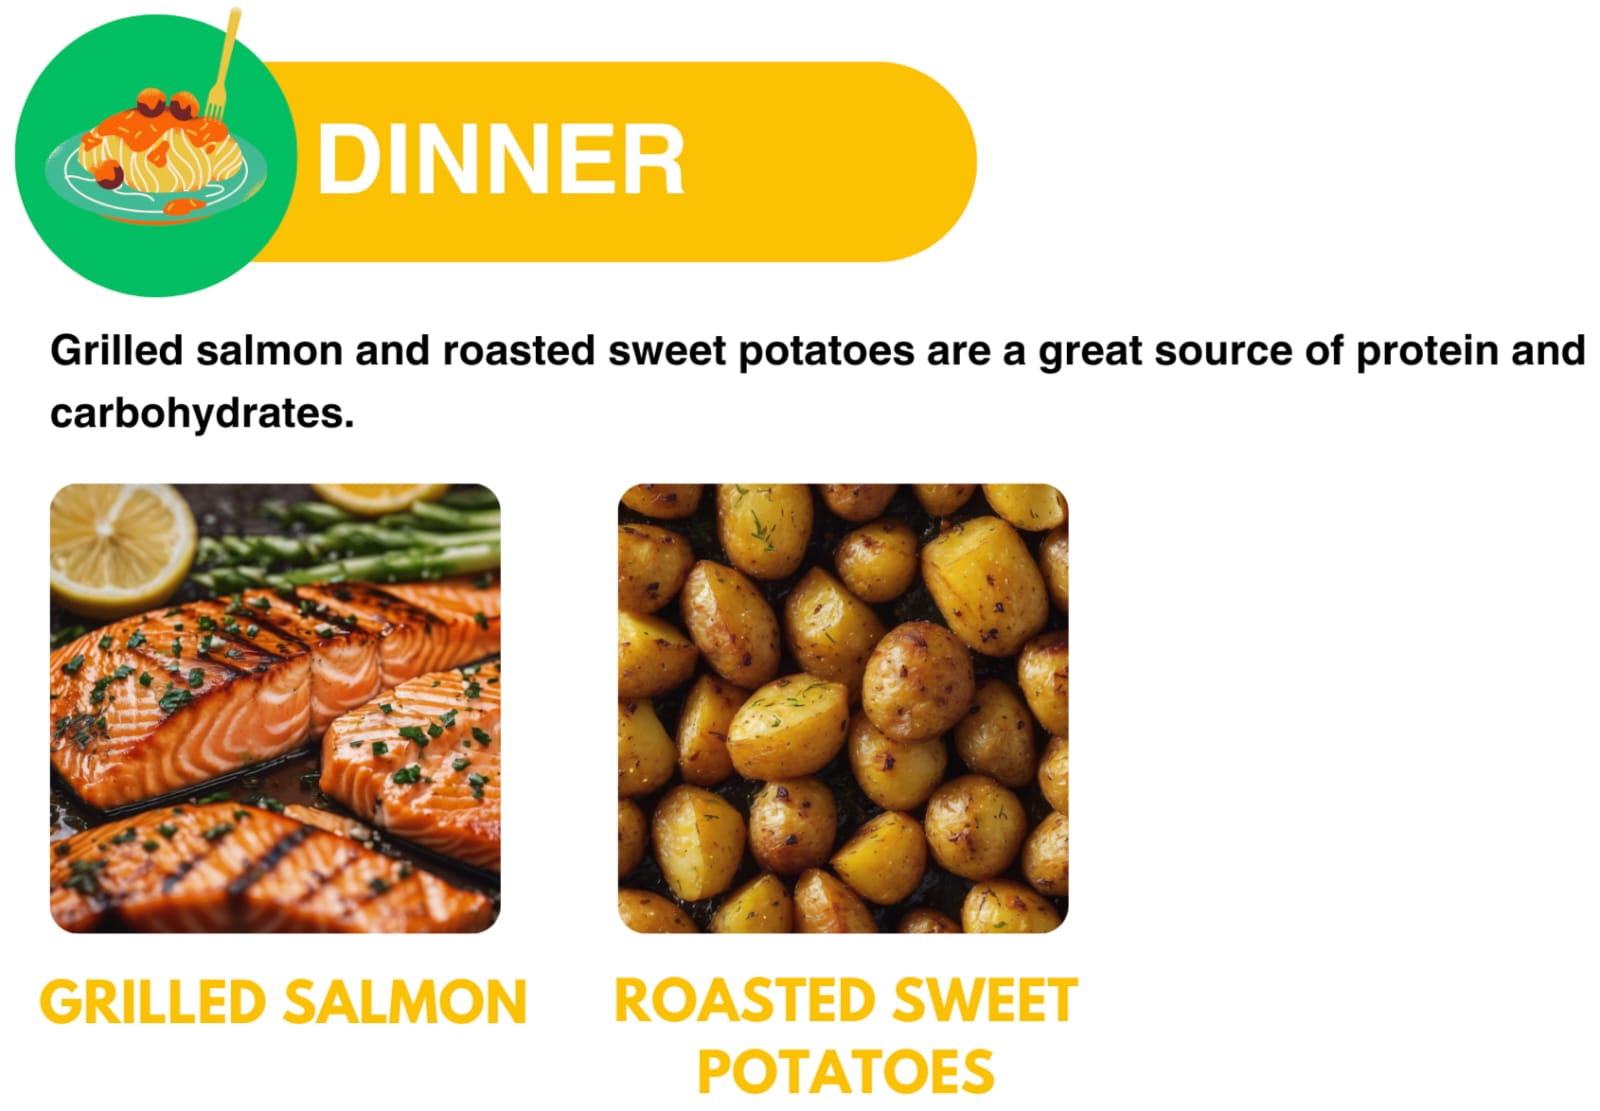 DINNER
Grilled salmon and roasted sweet potatoes are a great source of protein and
carbohydrates.
GRILLED SALMON
ROASTED SWEET
POTATOES